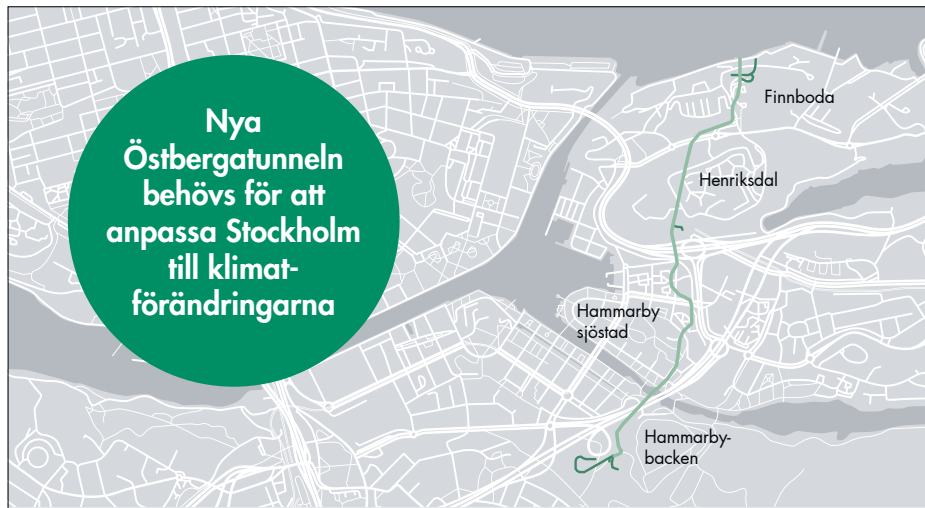 Nya
Östbergatunneln
behövs för att
anpassa Stockholm
till klimat-
förändringarna
Finnboda
Henriksdal
Hammarby
sjöstad
Hammarby-
backen